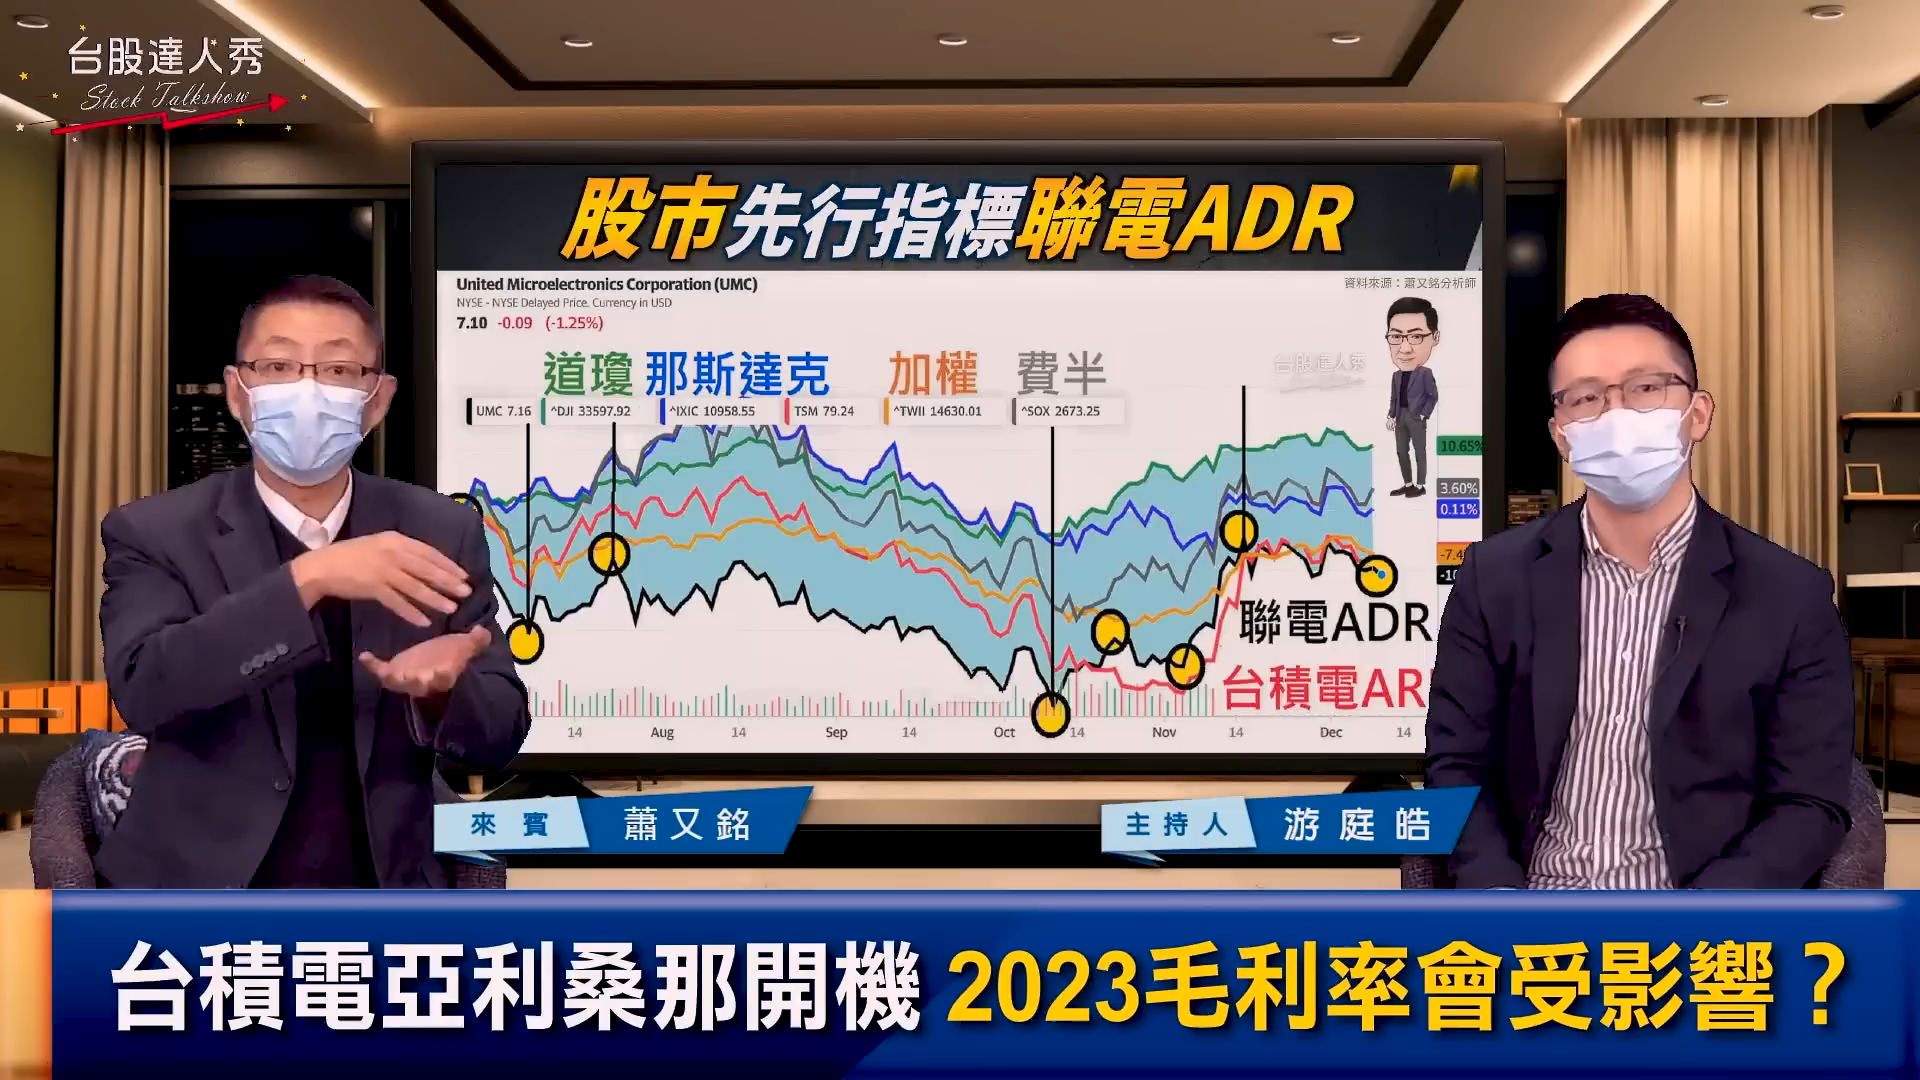 台股達人秀
Stock Talkshow
股市先行指標聯電ADR
United Microelectronics Corporation (UMC)
NYSE - NYSE Delayed Price. Currency in USD
7.10 -0.09 (-1.25%)
資料來源：蕭又銘分析師
道瓊 那斯達克 加權 費半
台股達人秀
UMC 7.16 ^DJI 33597.92 ^IXIC 10958.55 TSM 79.24 ^TWII 14630.01 ^SOX 2673.25
10.65%
3.60%
0.11%
聯電ADR
台積電AR
14 Aug 14 Sep 14 Oct 14 Nov 14 Dec 14
來賓 蕭又銘
主持人 游庭皓
台積電亞利桑那開機 2023毛利率會受影響？